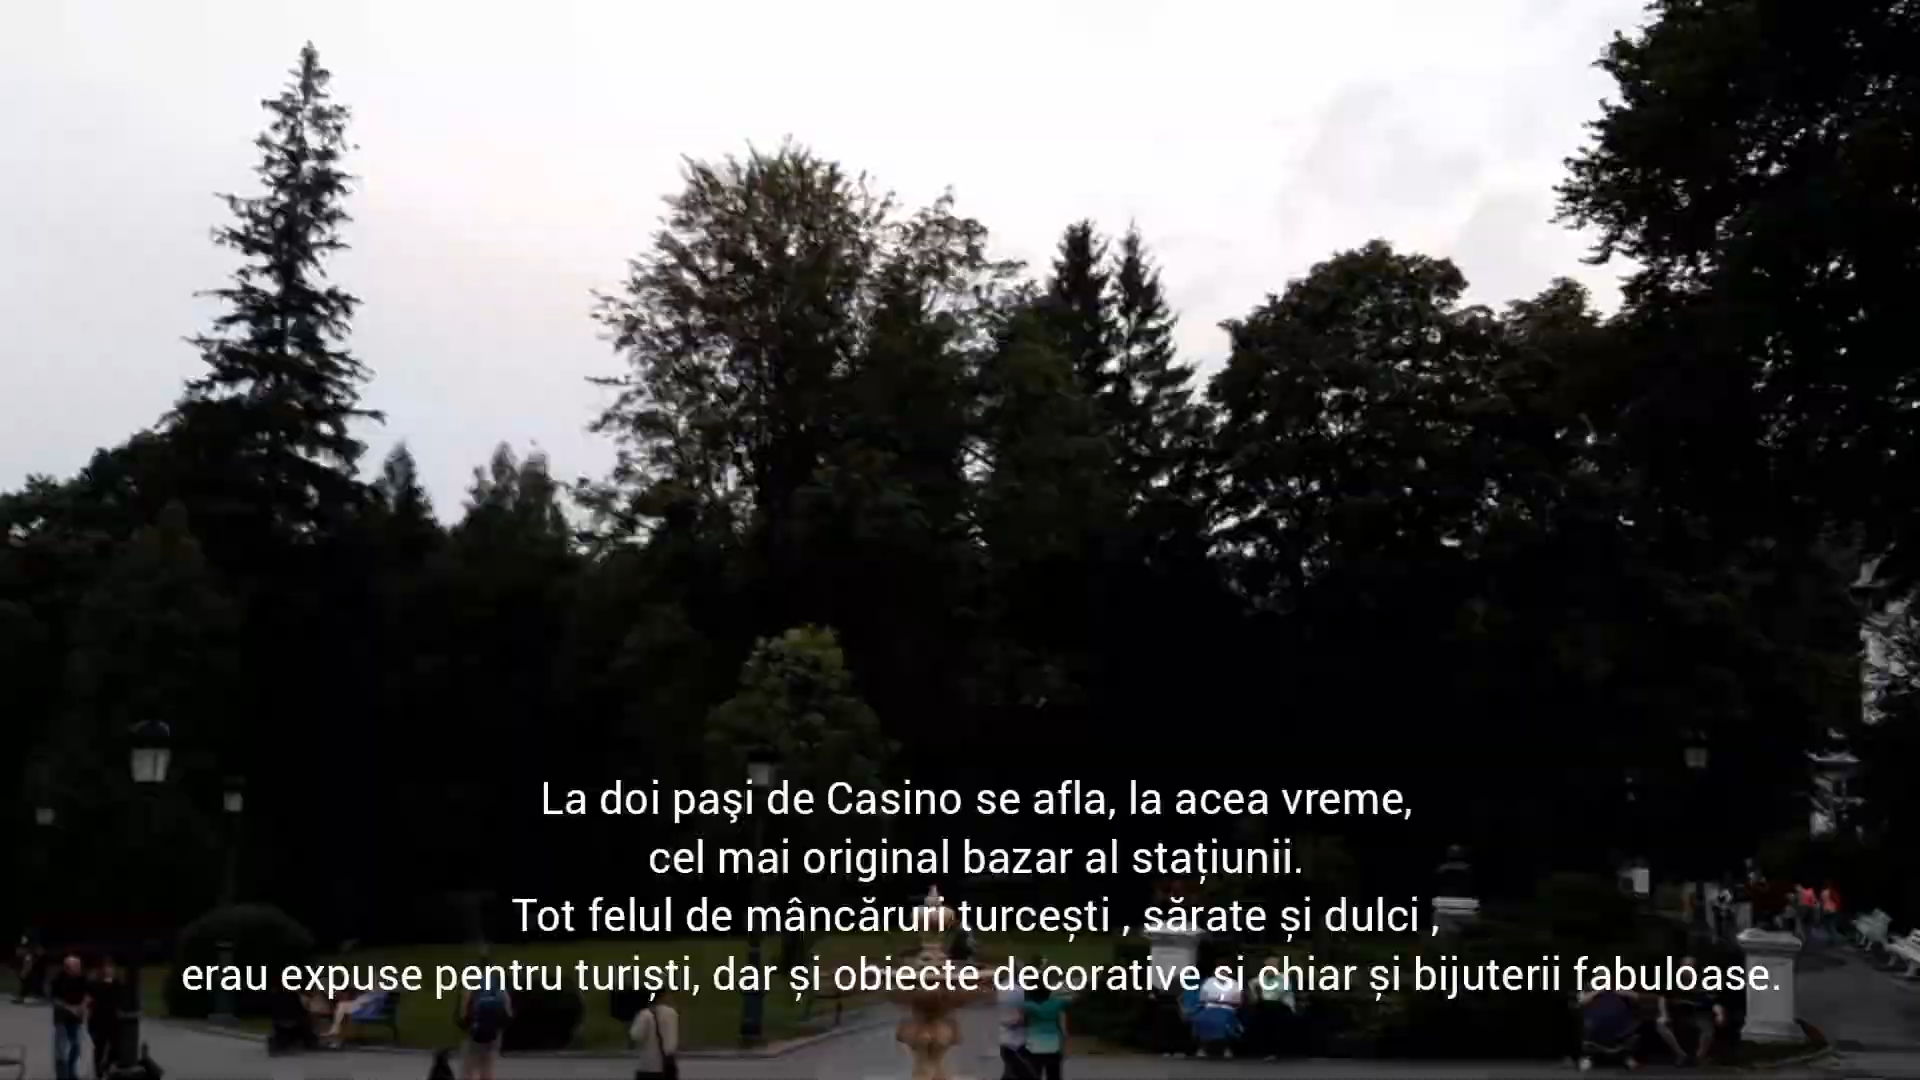 La doi paşi de Casino se afla, la acea vreme,
cel mai original bazar al stațiunii.
Tot felul de mâncăruri turcești , sărate și dulci ,
erau expuse pentru turiști, dar și obiecte decorative si chiar și bijuterii fabuloase.